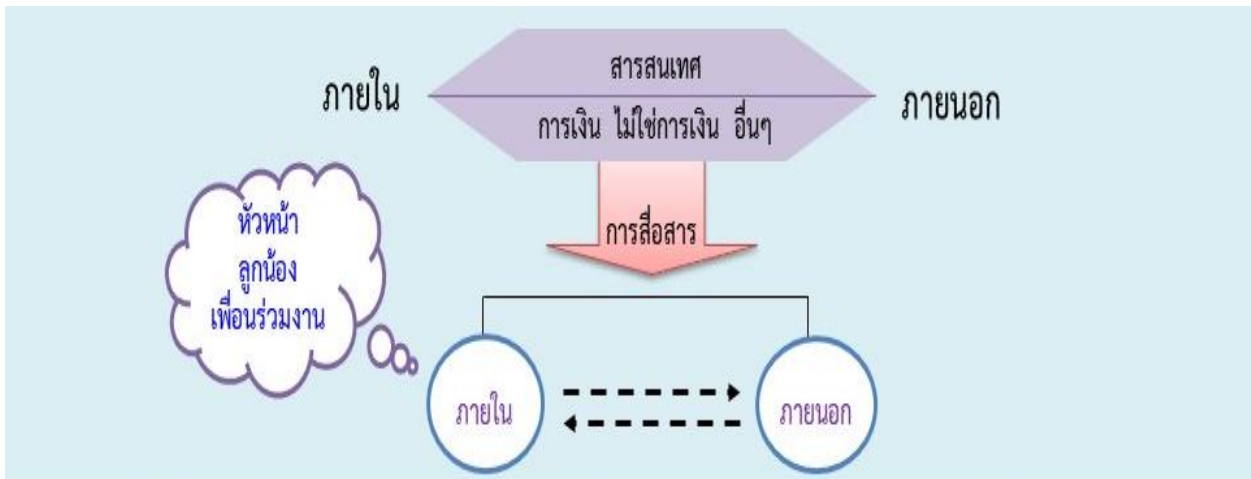 สารสนเทศ
ภายใน
การเงิน ไม่ใช่การเงิน อื่นๆ
ภายนอก
การสื่อสาร
หัวหน้า
ลูกน้อง
เพื่อนร่วมงาน
ภายใน
ภายนอก